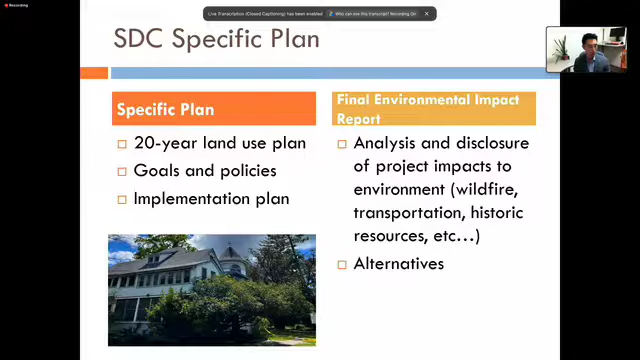 Recording
Live Transcription (Closed Captioning) has been enabled
Who can see this transcript? Recording On
SDC Specific Plan
Specific Plan
20-year land use plan
Goals and policies
Implementation plan
Final Environmental Impact
Report
Analysis and disclosure
of project impacts to
environment (wildfire,
transportation, historic
resources, etc…)
Alternatives